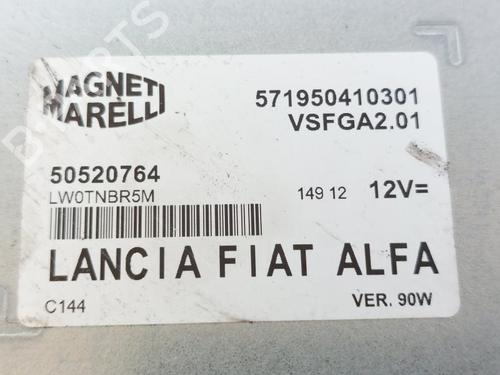 MAGNETI
MARELLI
571950410301
VSFGA2.01
50520764
LW0TNBR5M
149 12 12V=
LANCIA FIAT ALFA
C144
VER. 90W